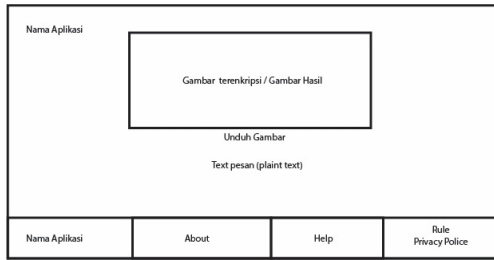 Nama Aplikasi
Gambar terenkripsi / Gambar Hasil
Unduh Gambar
Text pesan (plaint text)
Nama Aplikasi
About
Help
Rule
Privacy Police